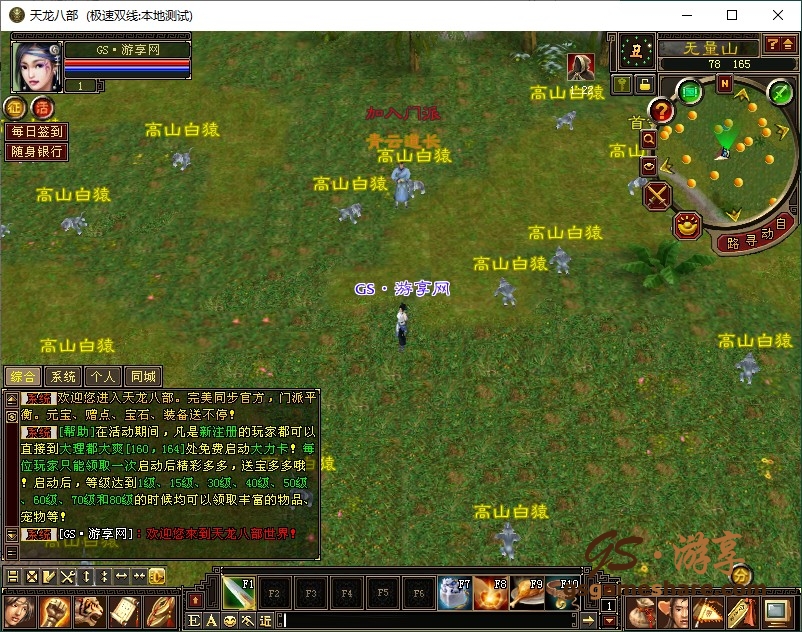 天龙八部 (极速双线:本地测试)
GS·游享网
1
征 活
每日签到
随身银行
丑
无量山
78 165
N
自动寻路
高山白猿
高山白猿
加入门派
青云道长
高山白猿
高山白猿
高山白猿
高山
高山白猿
高山白猿
GS·游享网
高山白猿
高山白猿
综合 系统 个人 同城
系统 欢迎您进入天龙八部。完美同步官方，门派平
衡。元宝、赠点、宝石、装备送不停！
系统 [帮助]在活动期间，凡是新注册的玩家都可以
直接到大理都大爽[160，164]处免费启动大力卡！每
位玩家只能领取一次启动后精彩多多，送宝多多哦
！启动后，等级达到1级、15级、30级、40级、50级
、60级、70级和80级的时候均可以领取丰富的物品、
宠物等！
系统 [GS·游享网]：欢迎您来到天龙八部世界！
高山白猿
GS·游享
分
F1 F2 F3 F4 F5 F6 F7 F8 F9 F10
E A 近
1